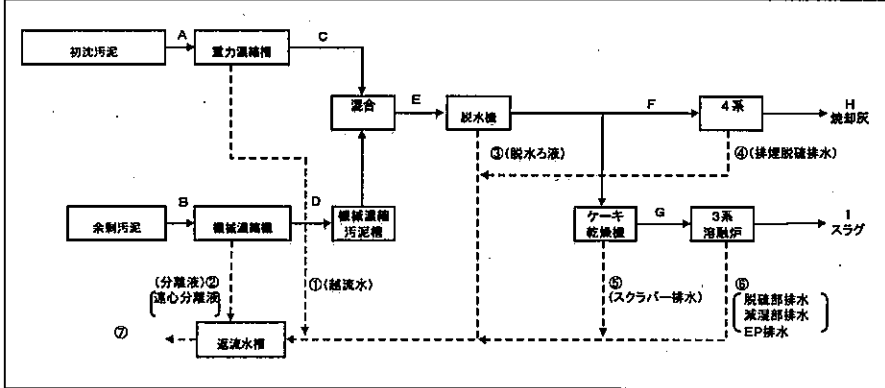 A
C
初沈汚泥
重力濃縮槽
E
F
H
混合
脱水機
4系
焼却灰
③(脱水ろ液)
④(排煙脱硫排水)
B
D
G
I
余剰汚泥
機械濃縮機
機械濃縮
汚泥槽
ケーキ
乾燥機
3系
溶融炉
スラグ
(分離液)②
遠心分離液
①(越流水)
⑤
(スクラバー排水)
⑥
脱硫部排水
減湿部排水
EP排水
⑦
返流水槽